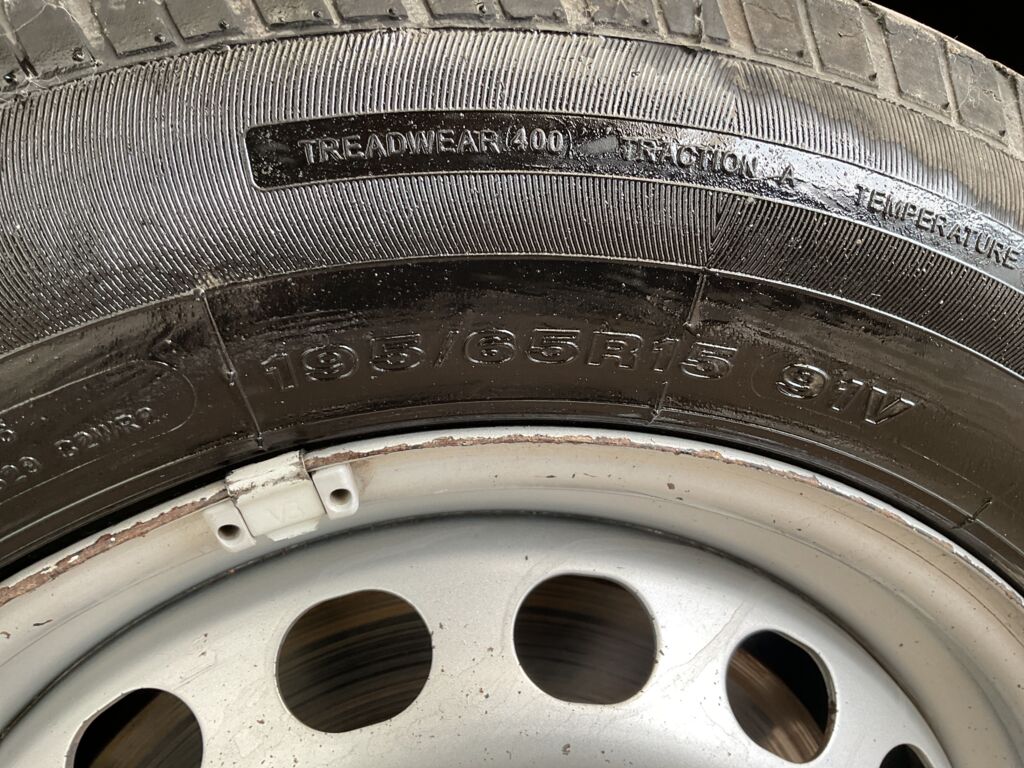 TREADWEAR(400) TRACTION A TEMPERATURE
195/65R15 91V